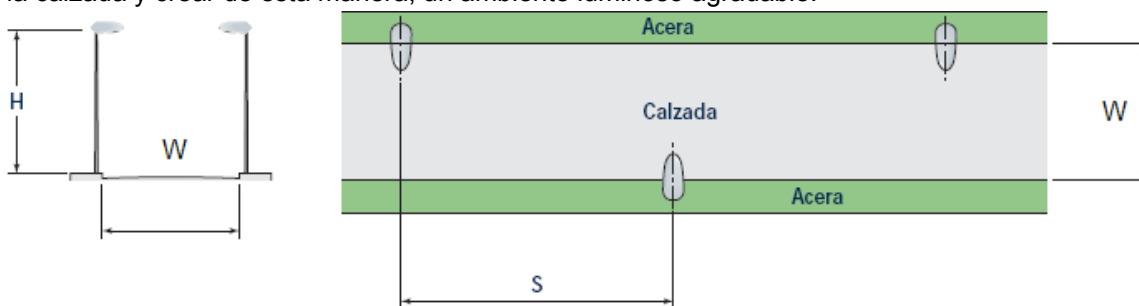 la calzada y crear de esta manera, un ambiente luminoso agradable.
Acera
H
W
Calzada
W
Acera
S